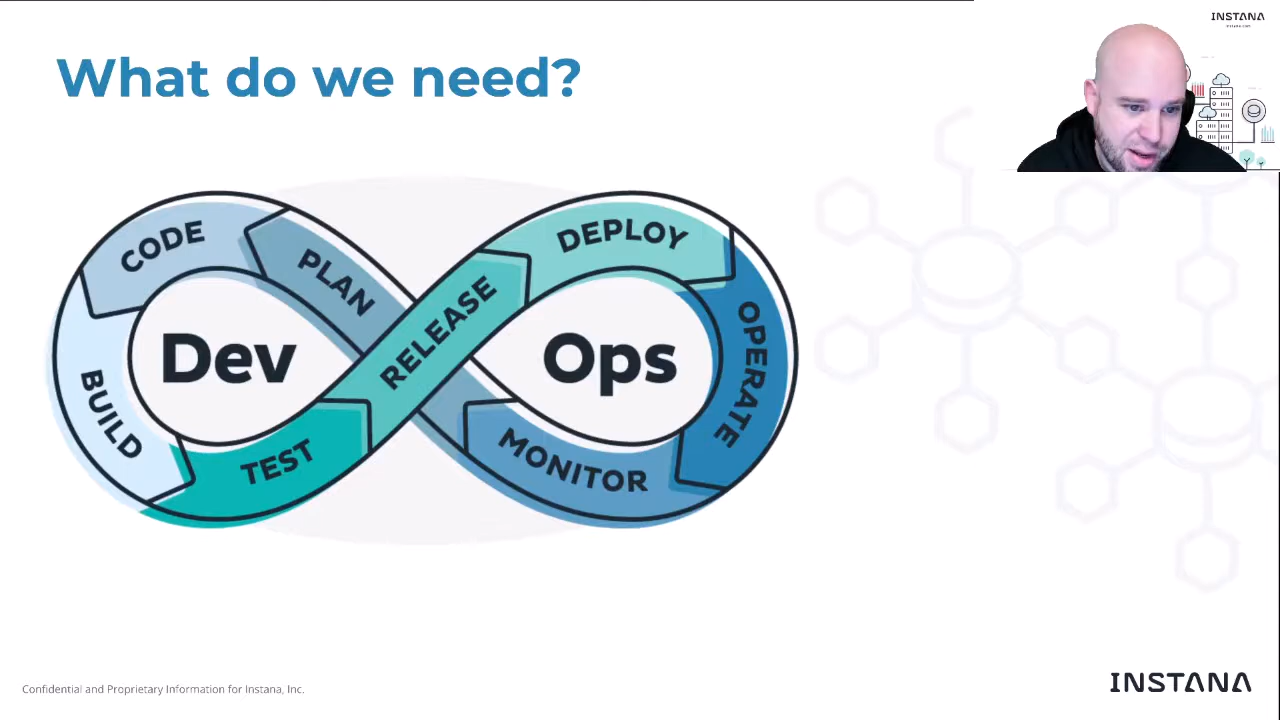 What do we need?
INSTANA
CODE
PLAN
DEPLOY
RELEASE
OPERATE
Dev
Ops
BUILD
TEST
MONITOR
Confidential and Proprietary Information for Instana, Inc.
INSTANA